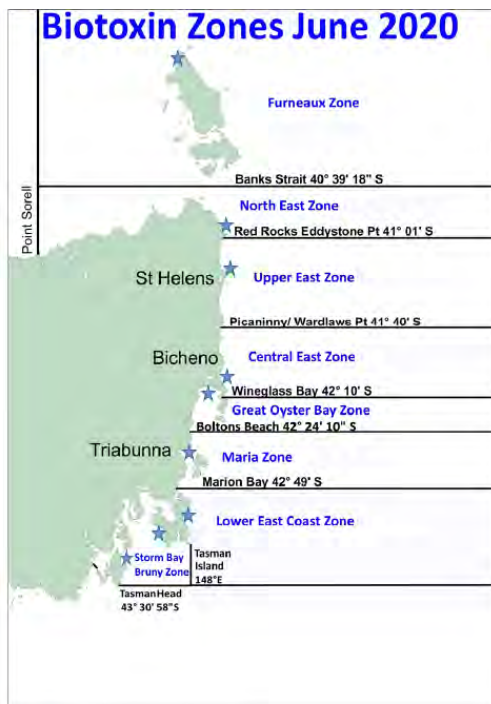 Biotoxin Zones June 2020
Furneaux Zone
Banks Strait 40° 39' 18" S
Point Sorell
North East Zone
Red Rocks Eddystone Pt 41° 01' S
St Helens
Upper East Zone
Picaninny/ Wardlaws Pt 41° 40' S
Bicheno
Central East Zone
Wineglass Bay 42° 10' S
Great Oyster Bay Zone
Boltons Beach 42° 24' 10" S
Triabunna
Maria Zone
Marion Bay 42° 49' S
Lower East Coast Zone
Storm Bay
Bruny Zone
Tasman
Island
148°E
Tasman Head
43° 30' 58"S